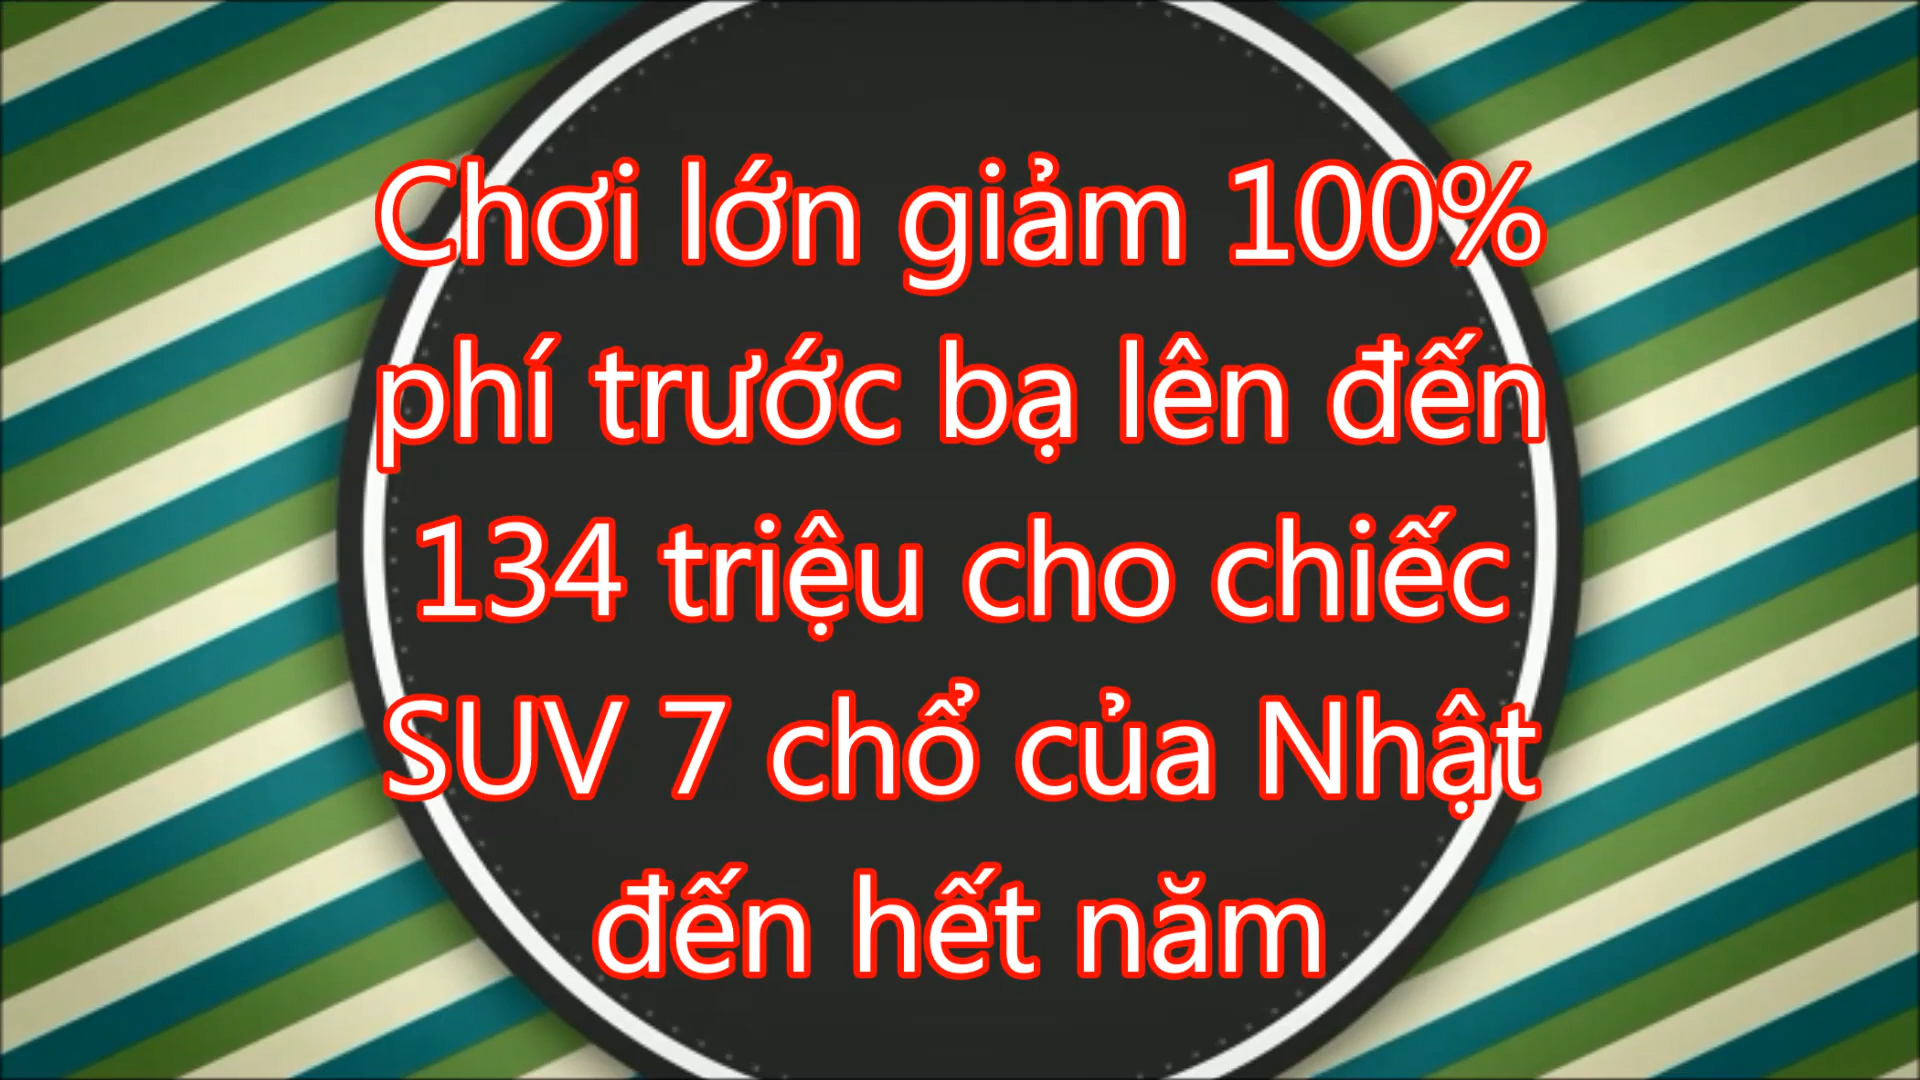 Chơi lớn giảm 100%
phí trước bạ lên đến
134 triệu cho chiếc
SUV 7 chổ của Nhật
đến hết năm